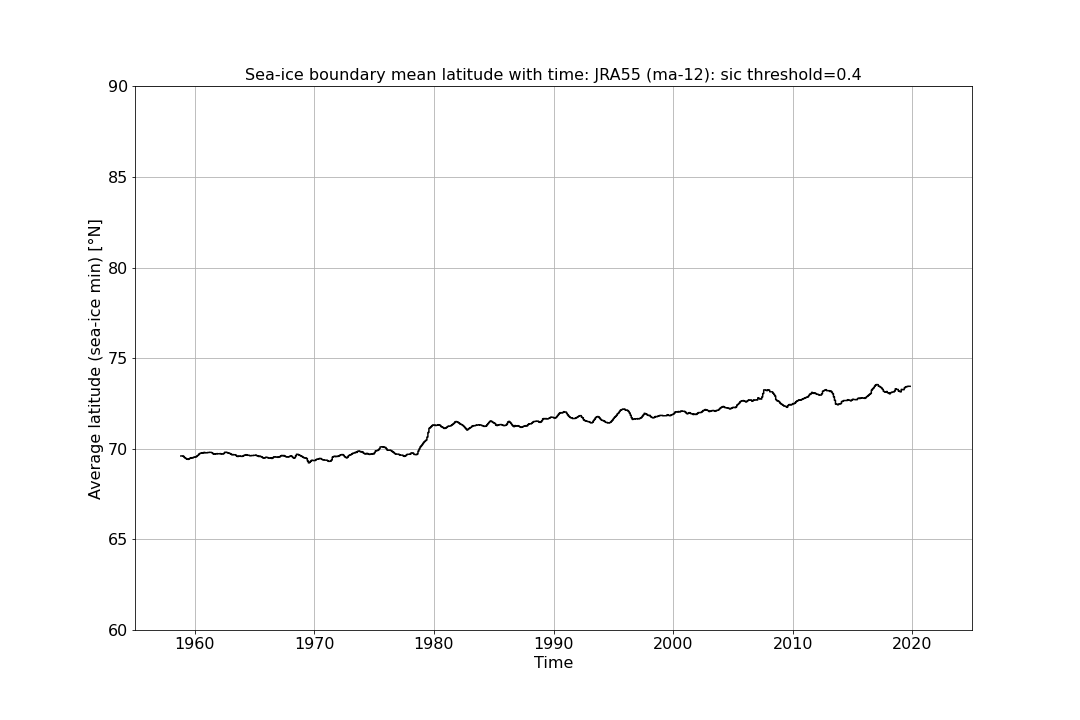 Sea-ice boundary mean latitude with time: JRA55 (ma-12): sic threshold=0.4
90
85
80
75
70
65
60
Average latitude (sea-ice min) [°N]
1960 1970 1980 1990 2000 2010 2020
Time